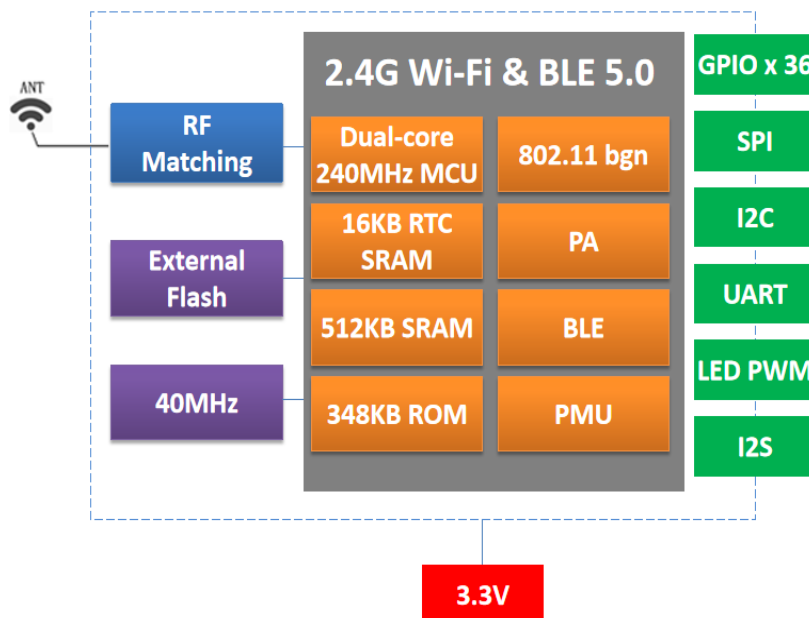 2.4G Wi-Fi & BLE 5.0
ANT
RF
Matching
External
Flash
40MHz
Dual-core
240MHz MCU
802.11 bgn
16KB RTC
SRAM
PA
512KB SRAM
BLE
348KB ROM
PMU
GPIO x 36
SPI
I2C
UART
LED PWM
I2S
3.3V